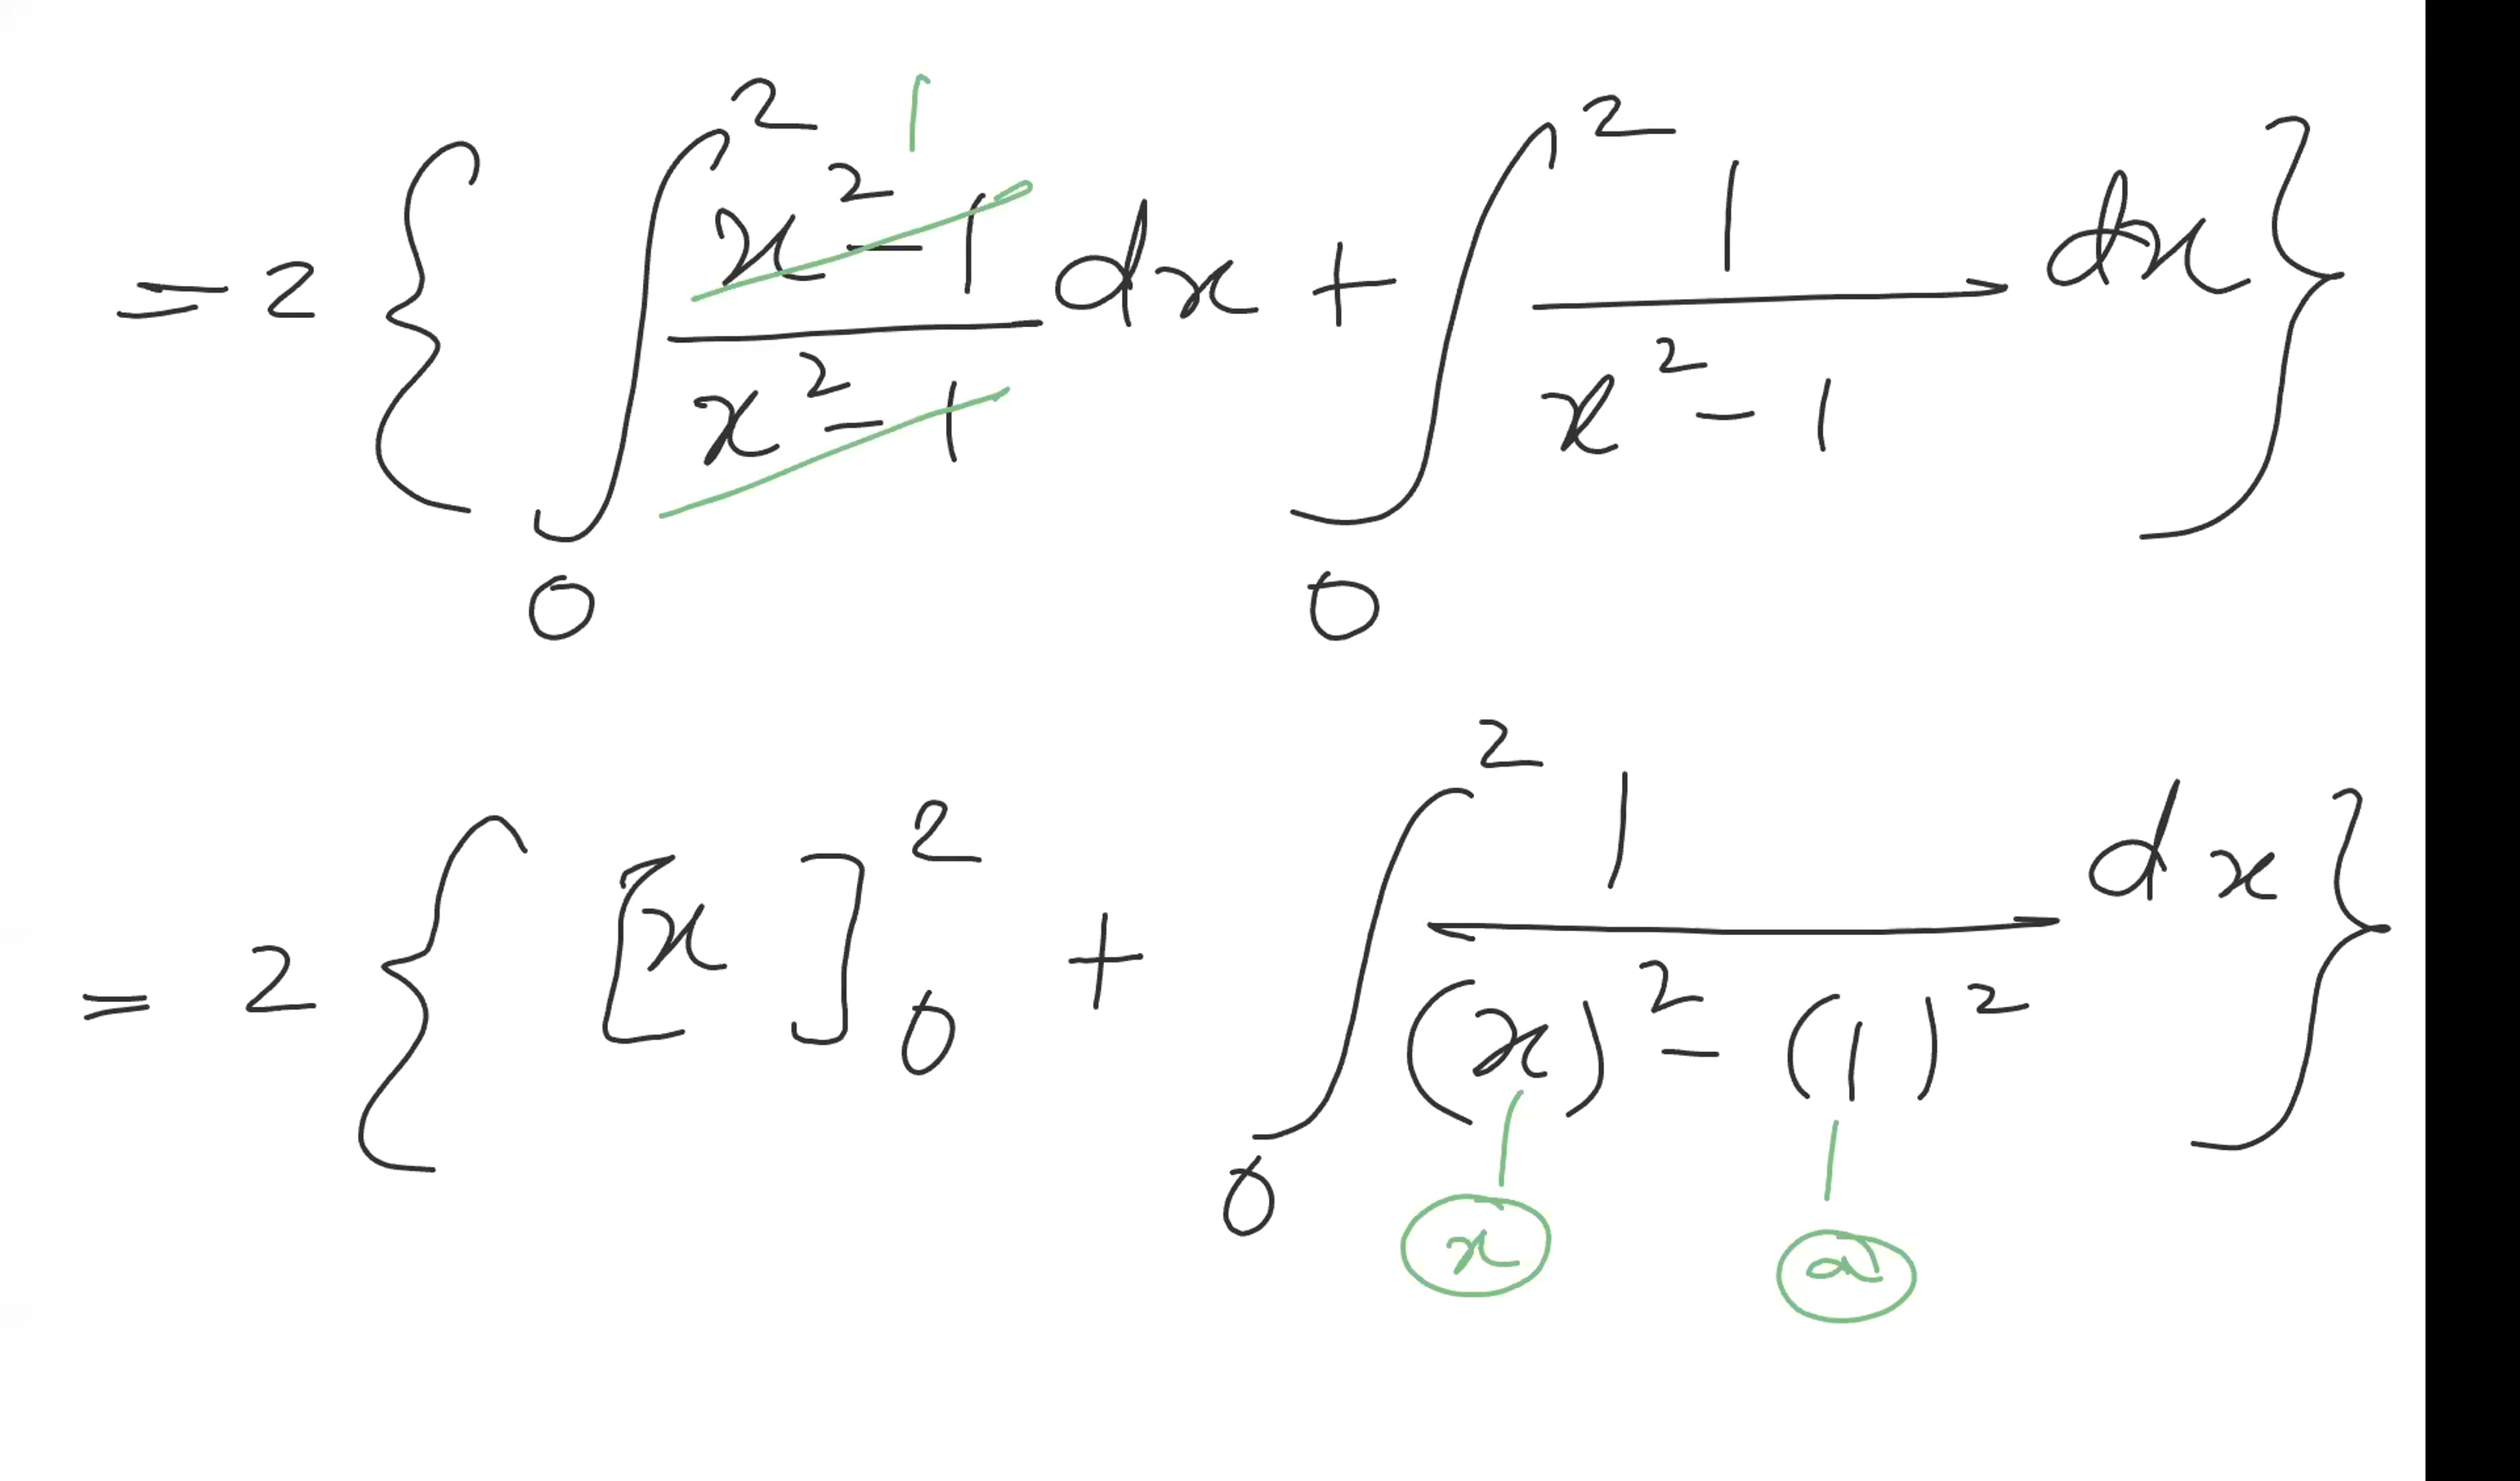 = 2 { ∫₀² (x² - 1)/(x² - 1) dx + ∫₀² 1/(x² - 1) dx } 1
= 2 { [x]₀² + ∫₀² 1/((x)² - (1)²) dx }
x a